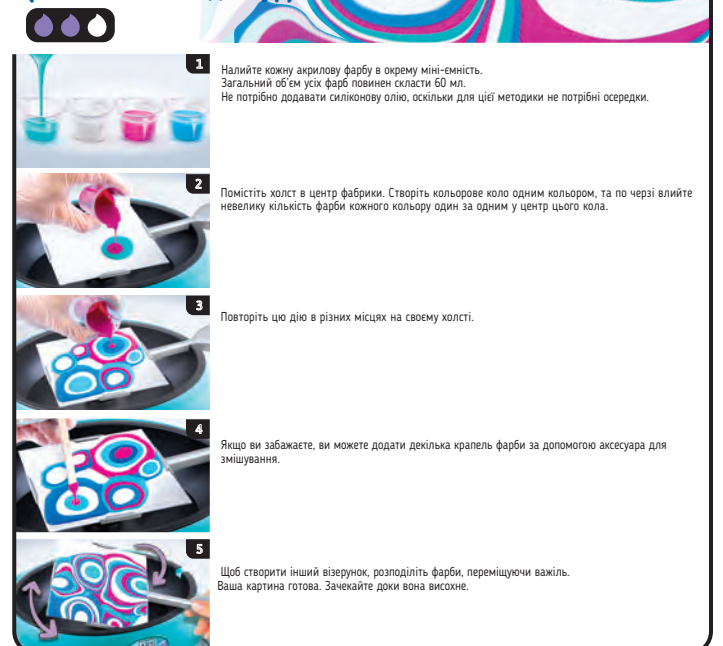 1
Налийте кожну акрилову фарбу в окрему міні-ємність.
Загальний об'єм усіх фарб повинен скласти 60 мл.
Не потрібно додавати силіконову олію, оскільки для цієї методики не потрібні осередки.
2
Помістіть холст в центр фабрики. Створіть кольорове коло одним кольором, та по черзі влийте
невелику кількість фарби кожного кольору один за одним у центр цього кола.
3
Повторіть цю дію в різних місцях на своєму холсті.
4
Якщо ви забажаєте, ви можете додати декілька крапель фарби за допомогою аксесуара для
змішування.
5
Щоб створити інший візерунок, розподіліть фарби, переміщуючи важіль.
Ваша картина готова. Зачекайте доки вона висохне.